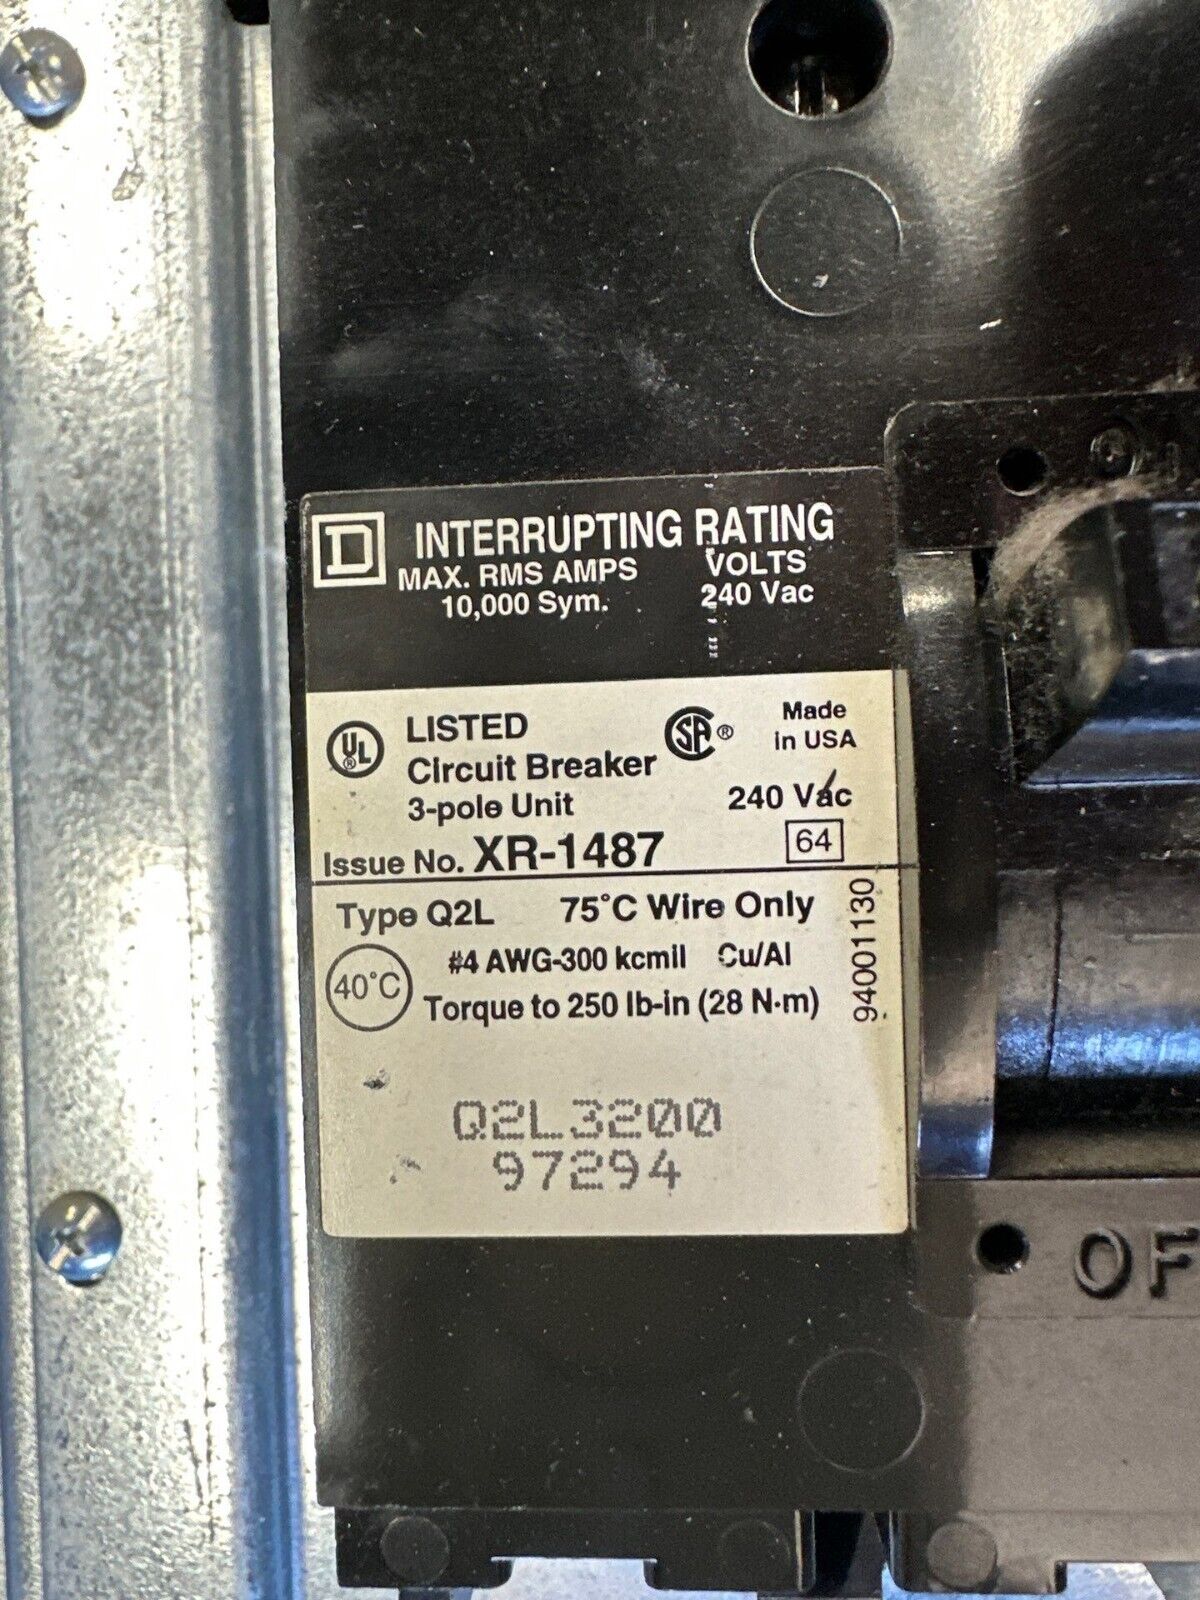 D INTERRUPTING RATING
MAX. RMS AMPS VOLTS
10,000 Sym. 240 Vac
UL® LISTED SA® Made
Circuit Breaker in USA
3-pole Unit 240 Vac
Issue No. XR-1487 64
Type Q2L 75°C Wire Only
40°C #4 AWG-300 kcmil Cu/Al
Torque to 250 lb-in (28 N·m)
94001130
Q2L3200
97294
OF